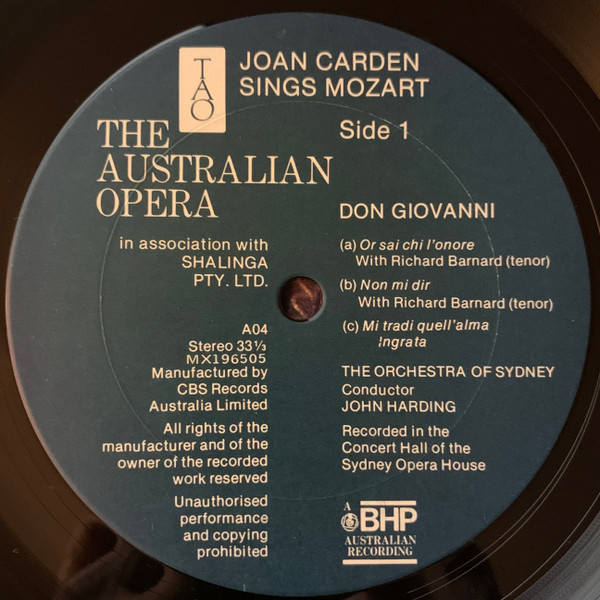 TAO
JOAN CARDEN
SINGS MOZART
Side 1
THE
AUSTRALIAN
OPERA
in association with
SHALINGA
PTY. LTD.
A04
Stereo 33⅓
MX196505
Manufactured by
CBS Records
Australia Limited
All rights of the
manufacturer and of the
owner of the recorded
work reserved
Unauthorised
performance
and copying
prohibited
DON GIOVANNI
(a) Or sai chi l'onore
With Richard Barnard (tenor)
(b) Non mi dir
With Richard Barnard (tenor)
(c) Mi tradi quell'alma
Ingrata
THE ORCHESTRA OF SYDNEY
Conductor
JOHN HARDING
Recorded in the
Concert Hall of the
Sydney Opera House
A
BHP
AUSTRALIAN
RECORDING